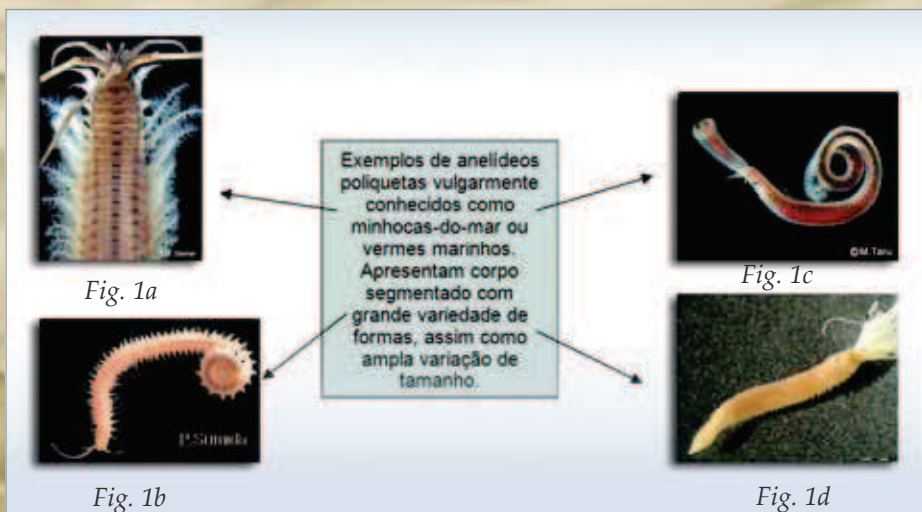 Exemplos de anelídeos
poliquetas vulgarmente
conhecidos como
minhocas-do-mar ou
vermes marinhos.
Apresentam corpo
segmentado com
grande variedade de
formas, assim como
ampla variação de
tamanho.
Fig. 1a
P.Sumida
Fig. 1b
©M.Taru
Fig. 1c
Fig. 1d